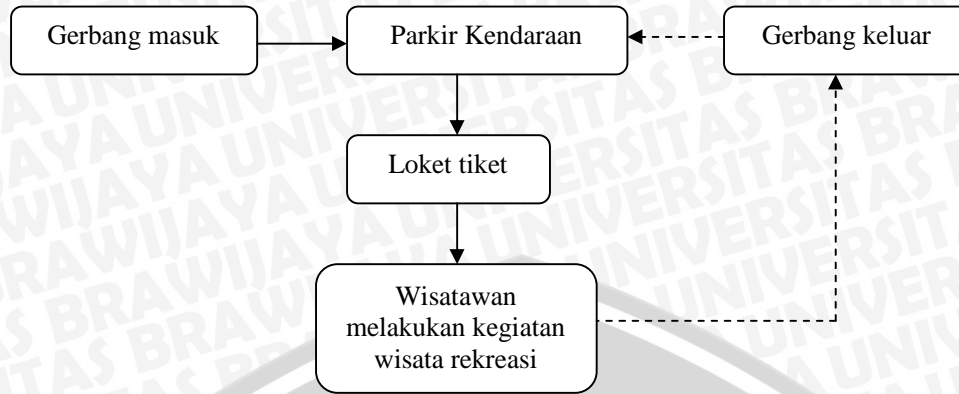 Gerbang masuk
Parkir Kendaraan
Gerbang keluar
Loket tiket
Wisatawan
melakukan kegiatan
wisata rekreasi